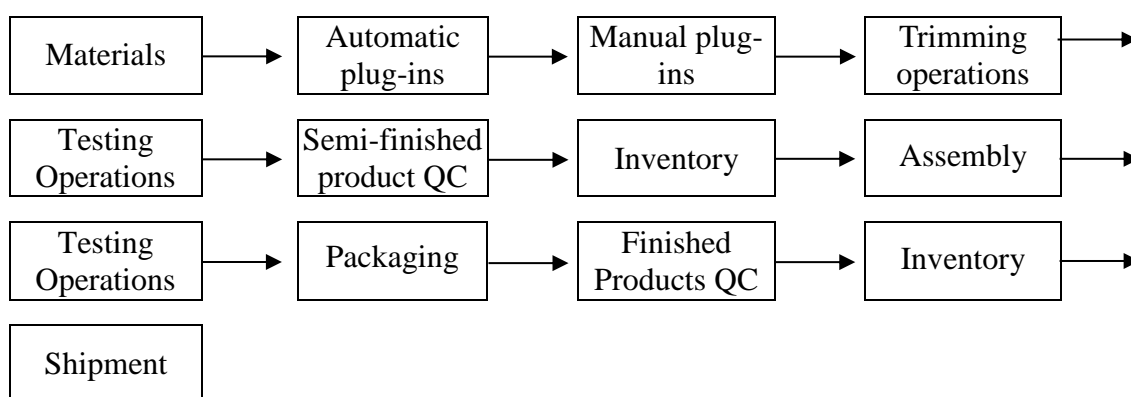 Materials
Automatic
plug-ins
Manual plug-
ins
Trimming
operations
Testing
Operations
Semi-finished
product QC
Inventory
Assembly
Testing
Operations
Packaging
Finished
Products QC
Inventory
Shipment